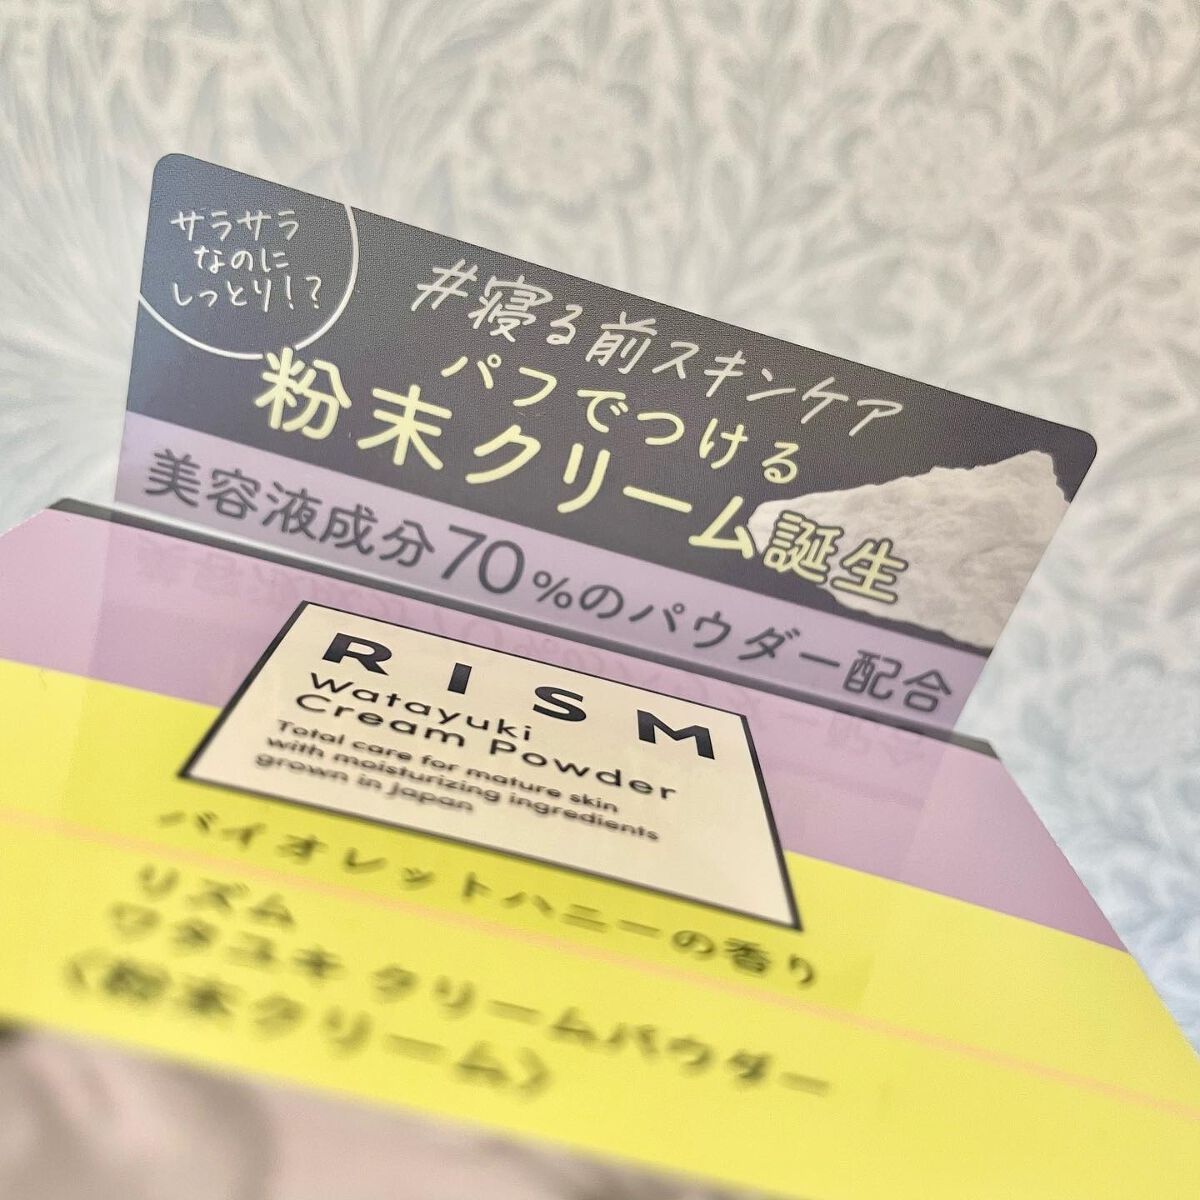 サラサラ
なのに
しっとり!?
#寝る前スキンケア
パフでつける
粉末クリーム誕生
美容液成分70%のパウダー配合
RISM
Watayuki
Cream Powder
Total care for mature skin
with moisturizing ingredients
grown in Japan
バイオレットハニーの香り
リズム
ワタユキ クリームパウダー
〈粉末クリーム〉